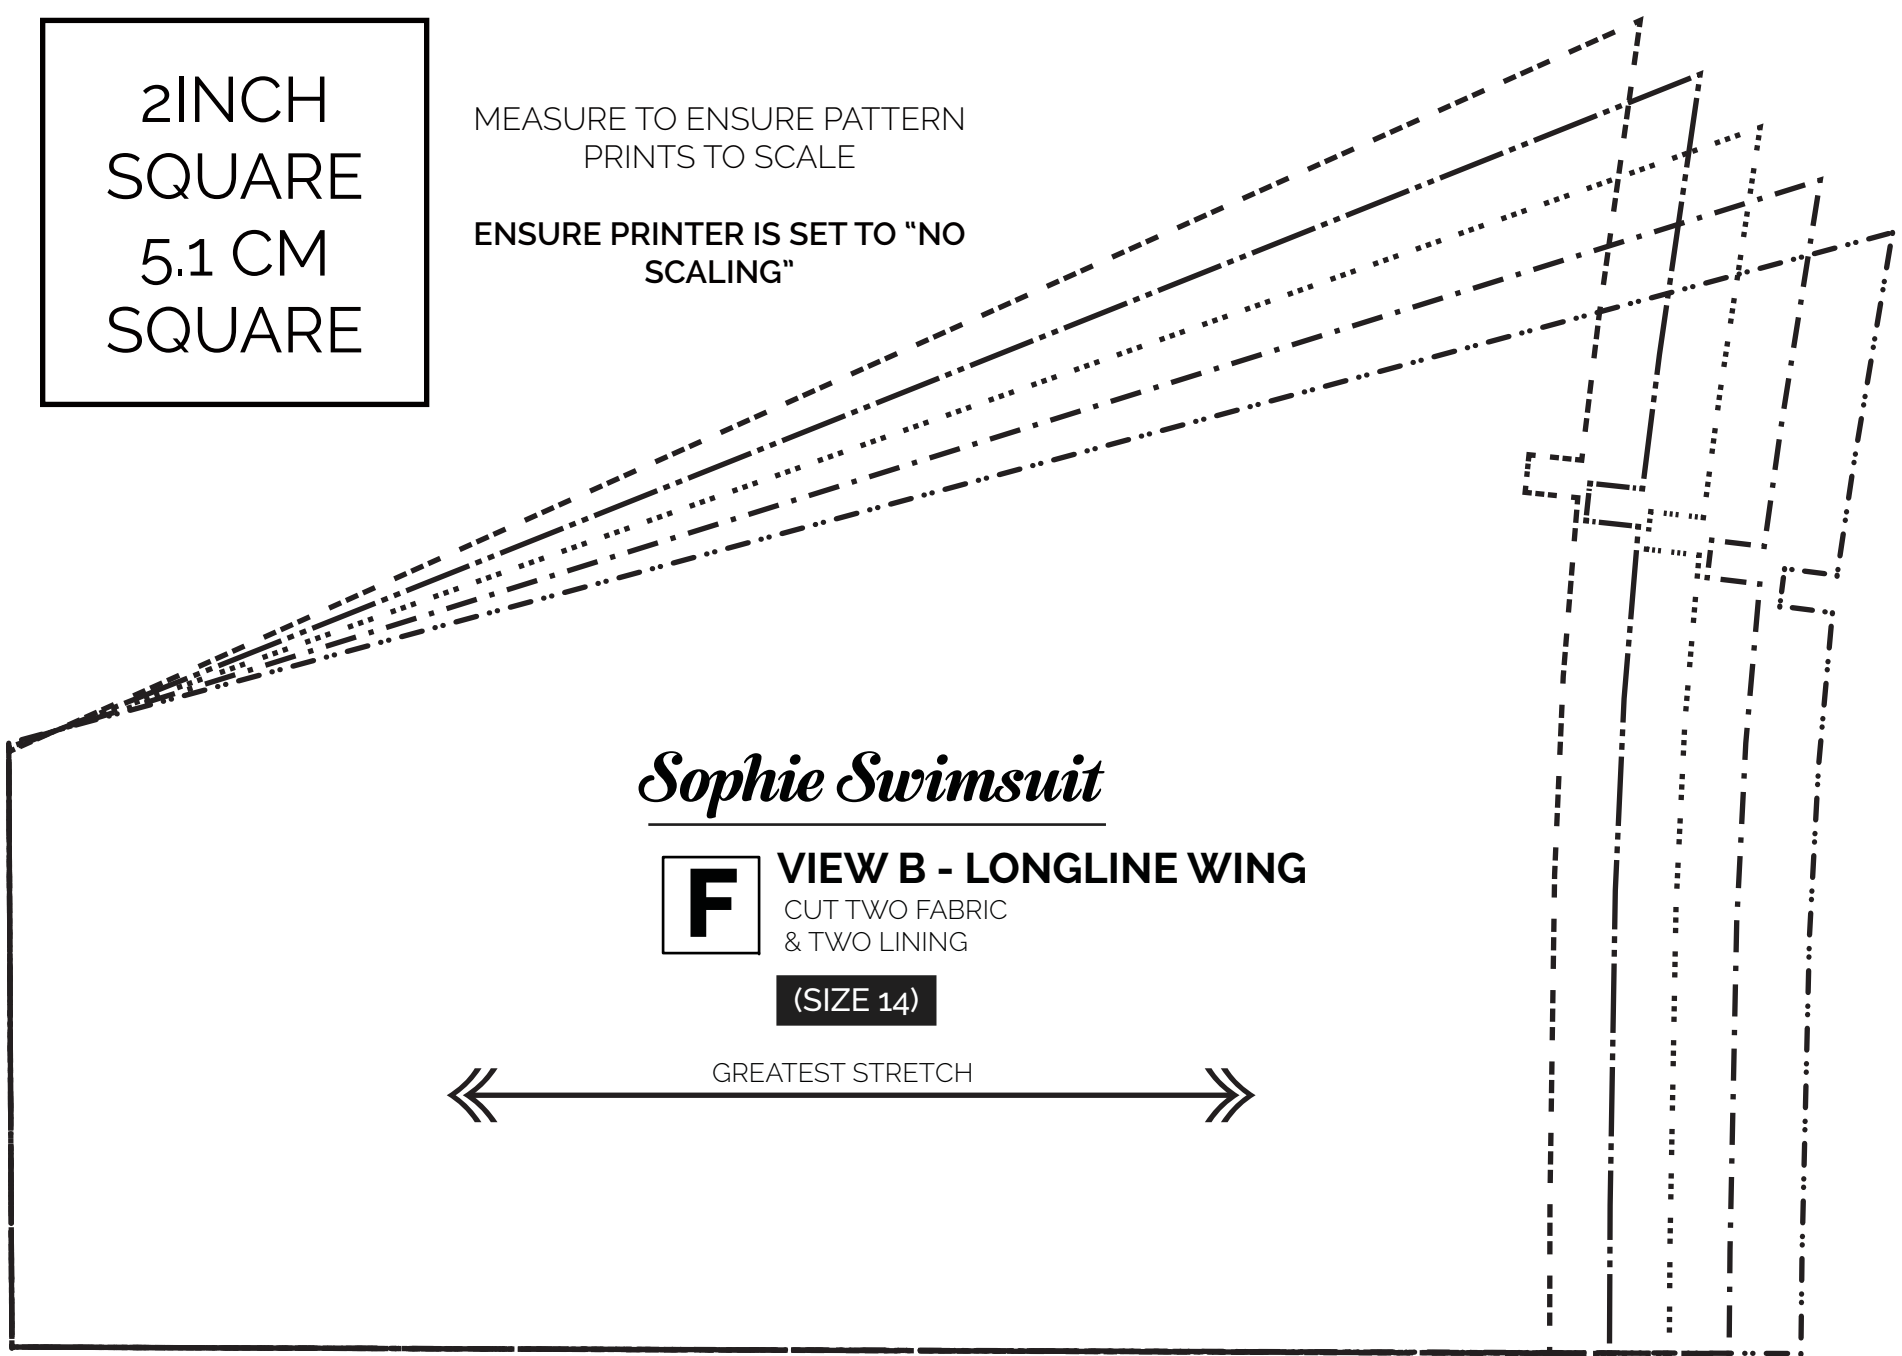 2INCH
SQUARE
5.1 CM
SQUARE
MEASURE TO ENSURE PATTERN
PRINTS TO SCALE
ENSURE PRINTER IS SET TO “NO
SCALING”
Sophie Swimsuit
F
VIEW B - LONGLINE WING
CUT TWO FABRIC
& TWO LINING
(SIZE 14)
GREATEST STRETCH